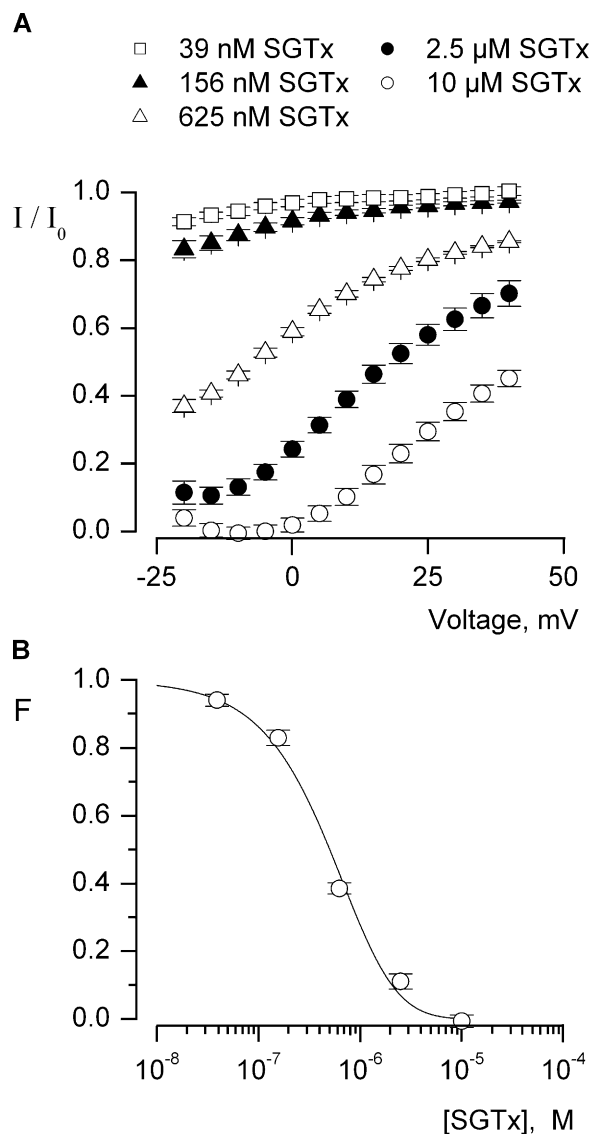 A
39 nM SGTx 2.5 µM SGTx
156 nM SGTx 10 µM SGTx
625 nM SGTx
I / I0
1.0
0.8
0.6
0.4
0.2
0.0
-25 0 25 50
Voltage, mV
B
F
1.0
0.8
0.6
0.4
0.2
0.0
10-8 10-7 10-6 10-5 10-4
[SGTx], M